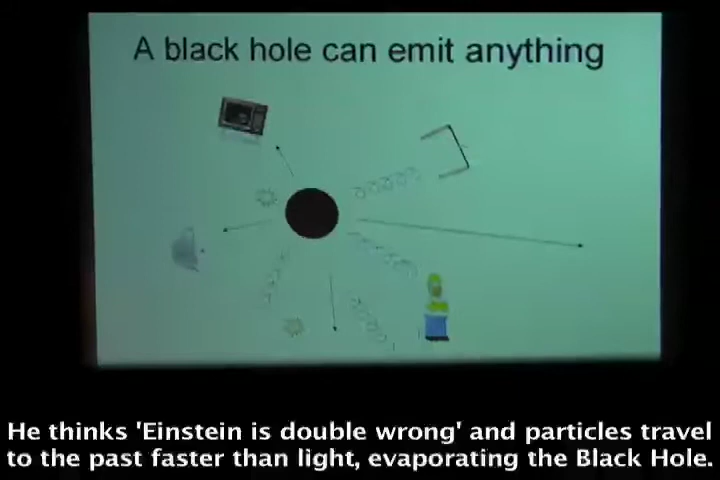 A black hole can emit anything
He thinks 'Einstein is double wrong' and particles travel
to the past faster than light, evaporating the Black Hole.